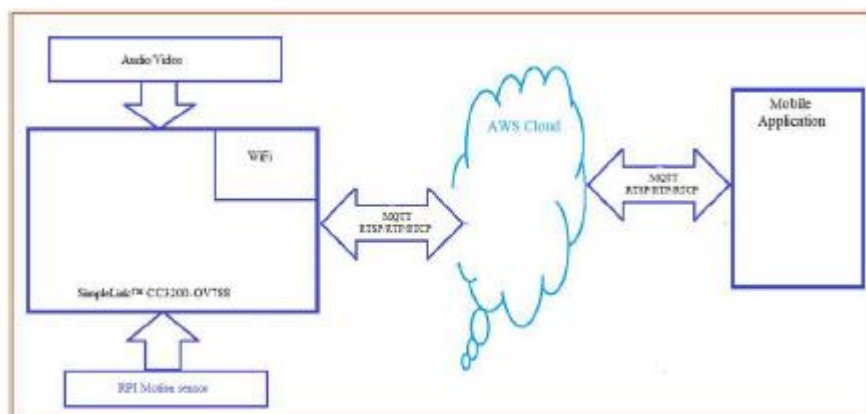 Audio/Video
WiFi
SimpleLink™ CC3200-OV788
RPI Motion sensor
MQTT
RTSP/RTP/RTCP
AWS Cloud
MQTT
RTSP/RTP/RTCP
Mobile
Application